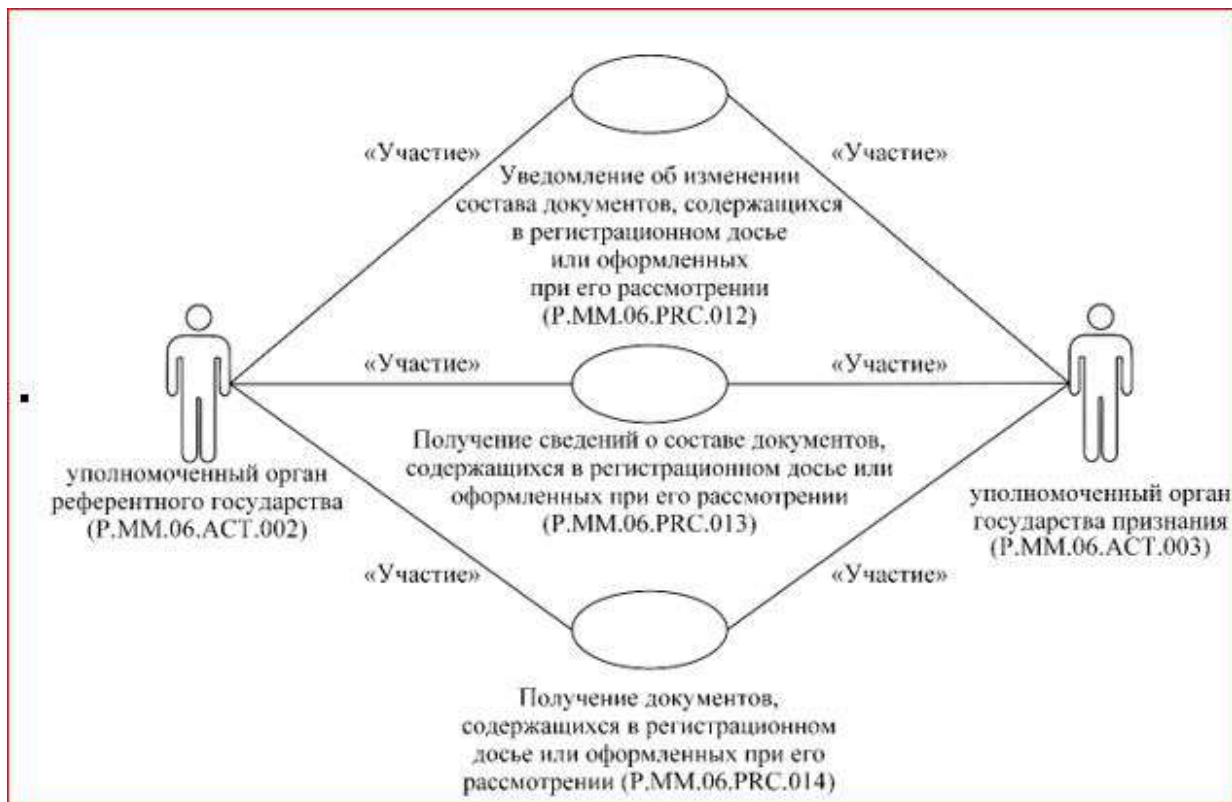 «Участие»
«Участие»
Уведомление об изменении
состава документов, содержащихся
в регистрационном досье
или оформленных
при его рассмотрении
(P.MM.06.PRC.012)
«Участие»
«Участие»
уполномоченный орган
референтного государства
(P.MM.06.ACT.002)
Получение сведений о составе документов,
содержащихся в регистрационном досье или
оформленных при его рассмотрении
(P.MM.06.PRC.013)
уполномоченный орган
государства признания
(P.MM.06.ACT.003)
«Участие»
«Участие»
Получение документов,
содержащихся в регистрационном
досье или оформленных при его
рассмотрении (P.MM.06.PRC.014)